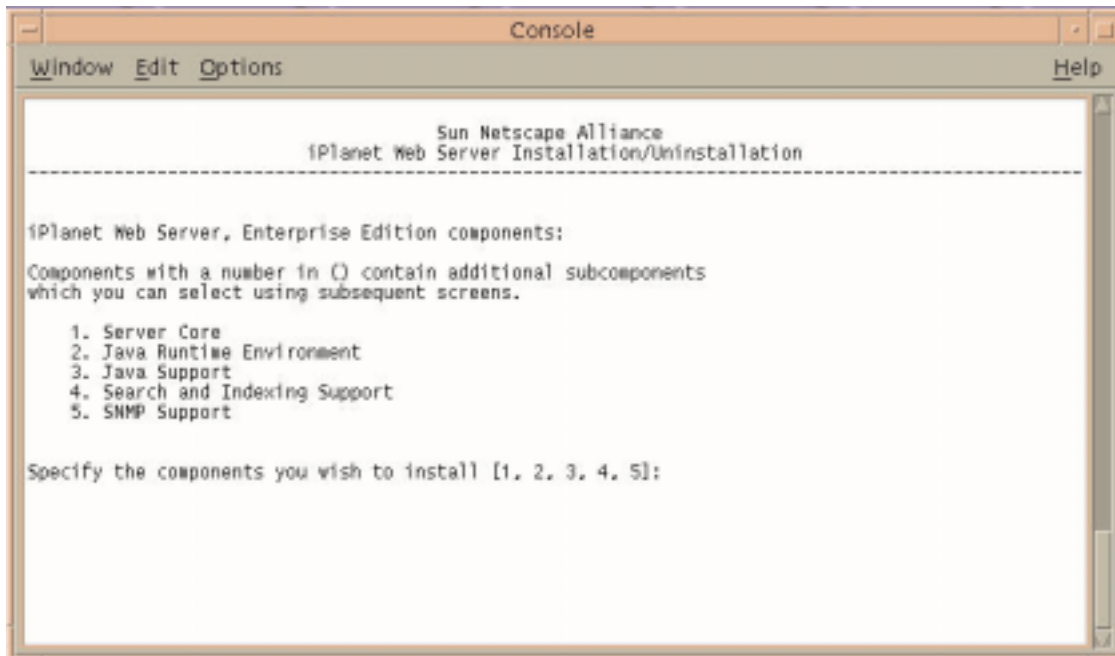 Console
Window Edit Options Help
Sun Netscape Alliance
iPlanet Web Server Installation/Uninstallation
--------------------------------------------------------------------------------
iPlanet Web Server, Enterprise Edition components:
Components with a number in () contain additional subcomponents
which you can select using subsequent screens.
1. Server Core
2. Java Runtime Environment
3. Java Support
4. Search and Indexing Support
5. SNMP Support
Specify the components you wish to install [1, 2, 3, 4, 5]: